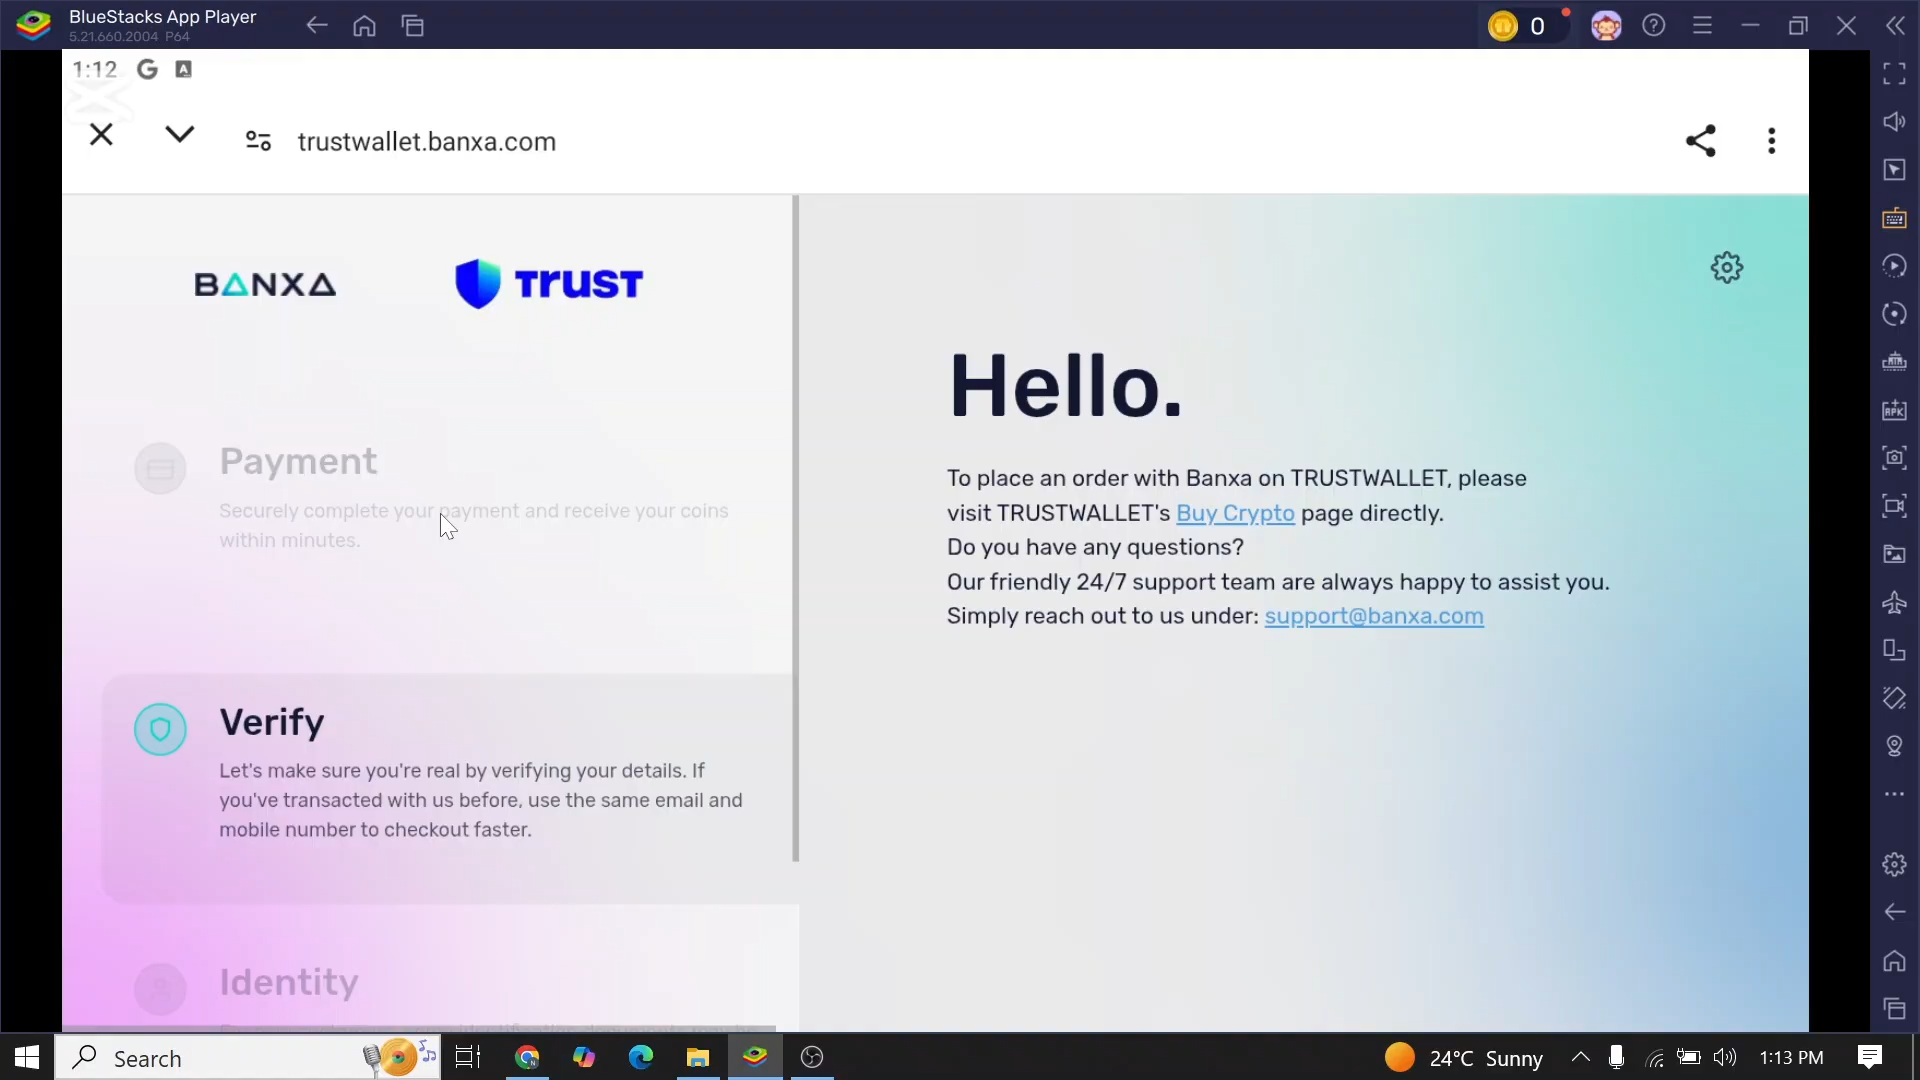 BlueStacks App Player
5.21.660.2004 P64
0
1:12
trustwallet.banxa.com
BANXA
TRUST
Payment
Securely complete your payment and receive your coins
within minutes.
Verify
Let's make sure you're real by verifying your details. If
you've transacted with us before, use the same email and
mobile number to checkout faster.
Identity
Hello.
To place an order with Banxa on TRUSTWALLET, please
visit TRUSTWALLET's Buy Crypto page directly.
Do you have any questions?
Our friendly 24/7 support team are always happy to assist you.
Simply reach out to us under: support@banxa.com
Search
24°C Sunny
1:13 PM